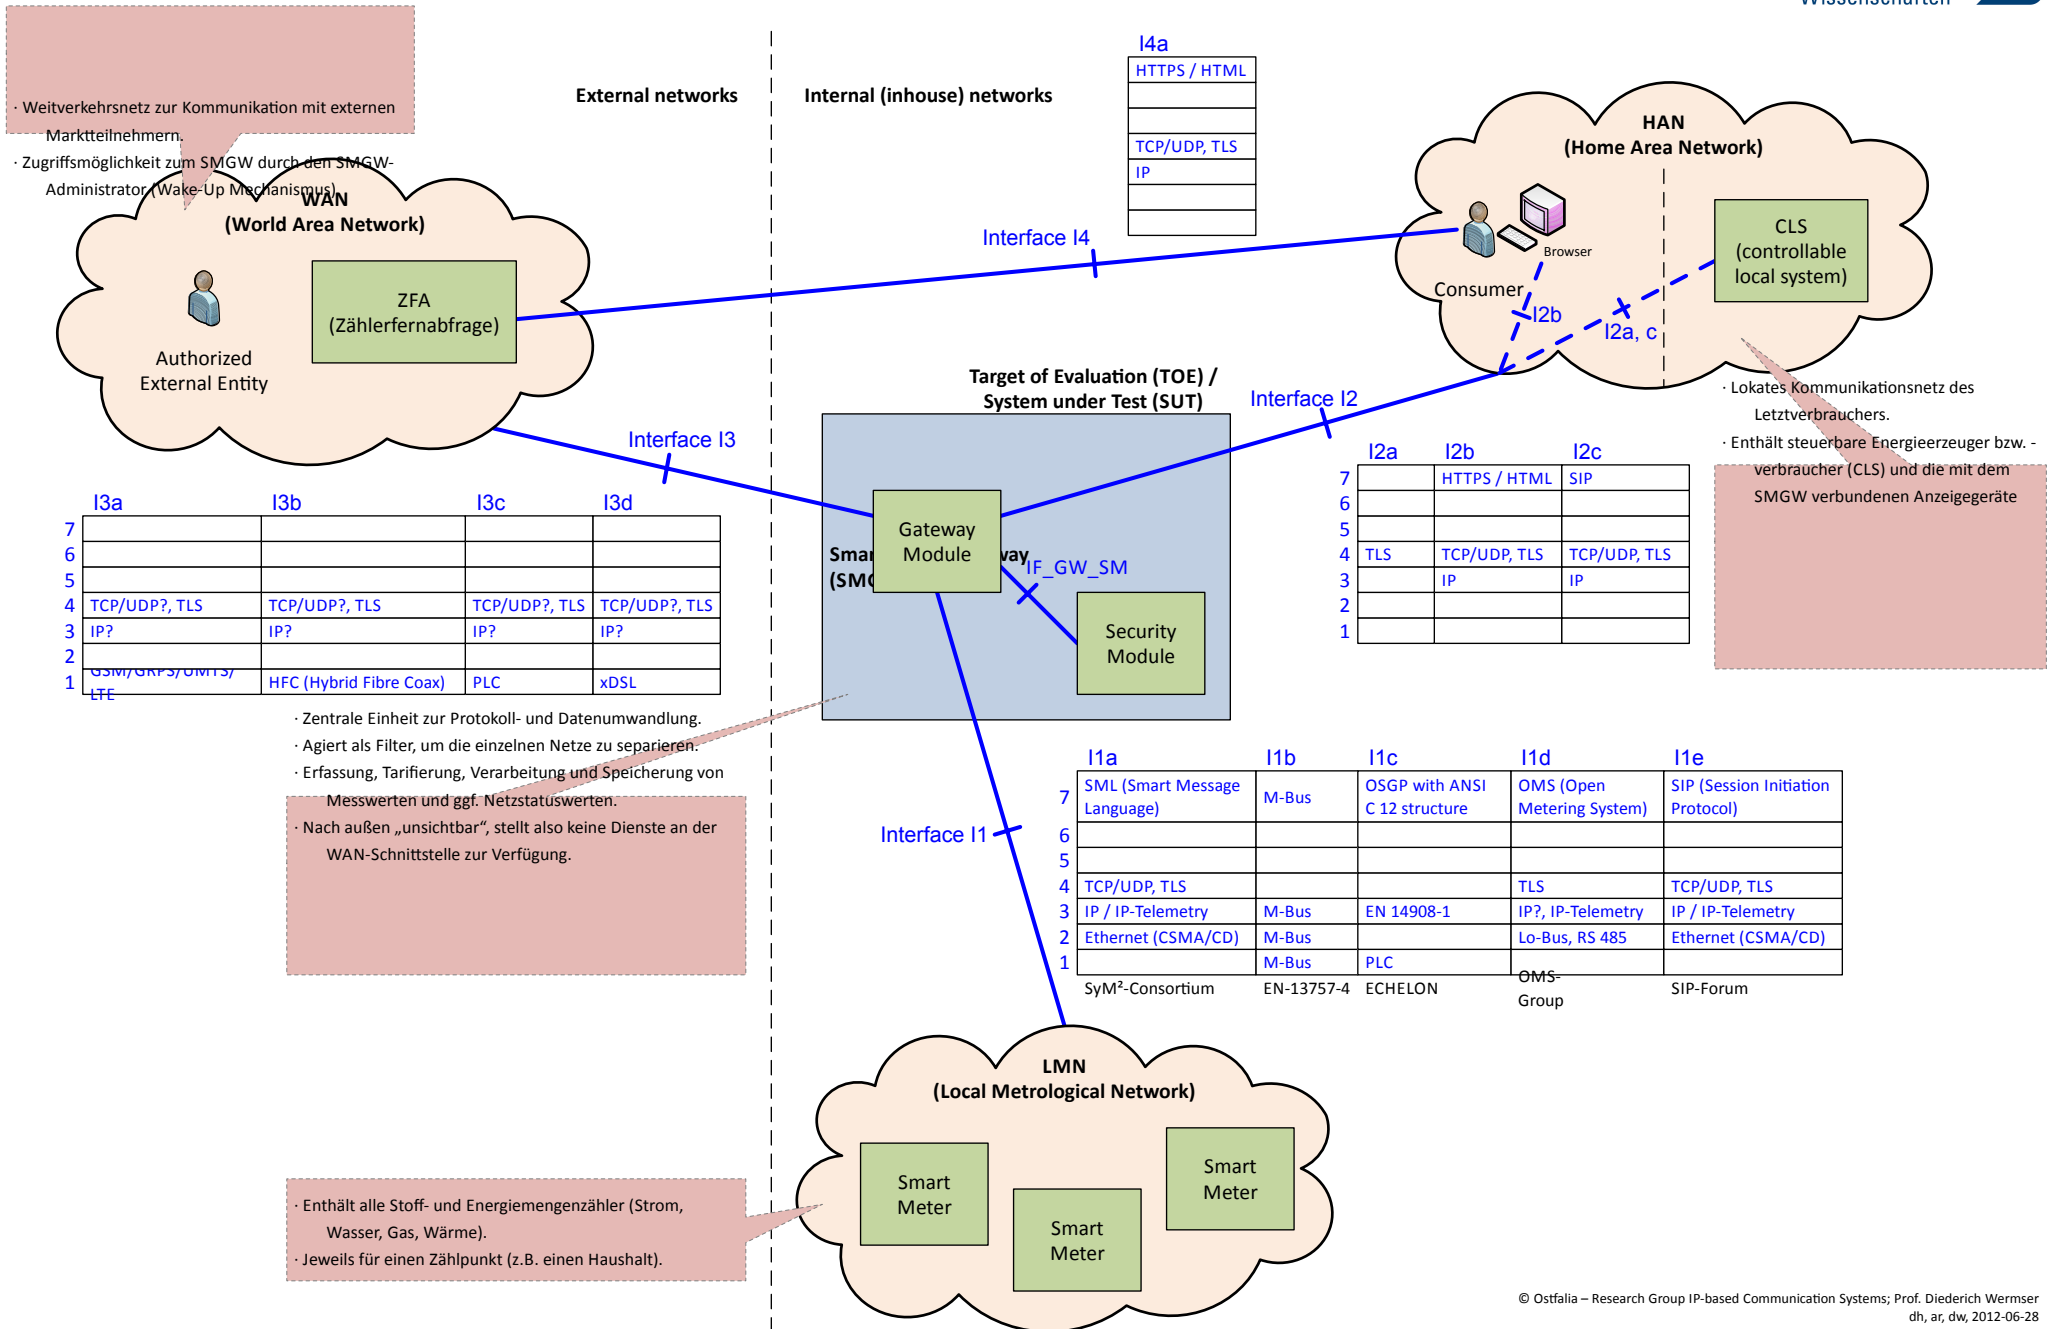 Wissenschaften
· Weitverkehrsnetz zur Kommunikation mit externen
Marktteilnehmern.
· Zugriffsmöglichkeit zum SMGW durch den SMGW-
Administrator (Wake-Up Mechanismus)
External networks
Internal (inhouse) networks
I4a
HTTPS / HTML
TCP/UDP, TLS
IP
WAN
(World Area Network)
ZFA
(Zählerfernabfrage)
Authorized
External Entity
Interface I4
HAN
(Home Area Network)
Browser
Consumer
CLS
(controllable
local system)
I2b
I2a, c
Target of Evaluation (TOE) /
System under Test (SUT)
Interface I2
Interface I3
· Lokates Kommunikationsnetz des
Letztverbrauchers.
· Enthält steuerbare Energieerzeuger bzw. -
verbraucher (CLS) und die mit dem
SMGW verbundenen Anzeigegeräte
I2a I2b I2c
7 HTTPS / HTML SIP
6
5
4 TLS TCP/UDP, TLS TCP/UDP, TLS
3 IP IP
2
1
I3a I3b I3c I3d
7
6
5
4 TCP/UDP?, TLS TCP/UDP?, TLS TCP/UDP?, TLS TCP/UDP?, TLS
3 IP? IP? IP? IP?
2
1 GSM/GRPS/UMTS/
LTE HFC (Hybrid Fibre Coax) PLC xDSL
Gateway
Module
IF_GW_SM
Security
Module
· Zentrale Einheit zur Protokoll- und Datenumwandlung.
· Agiert als Filter, um die einzelnen Netze zu separieren.
· Erfassung, Tarifierung, Verarbeitung und Speicherung von
Messwerten und ggf. Netzstatuswerten.
· Nach außen „unsichtbar“, stellt also keine Dienste an der
WAN-Schnittstelle zur Verfügung.
Interface I1
I1a I1b I1c I1d I1e
7 SML (Smart Message
Language) M-Bus OSGP with ANSI
C 12 structure OMS (Open
Metering System) SIP (Session Initiation
Protocol)
6
5
4 TCP/UDP, TLS TLS TCP/UDP, TLS
3 IP / IP-Telemetry M-Bus EN 14908-1 IP?, IP-Telemetry IP / IP-Telemetry
2 Ethernet (CSMA/CD) M-Bus Lo-Bus, RS 485 Ethernet (CSMA/CD)
1 M-Bus PLC
SyM²-Consortium EN-13757-4 ECHELON OMS-
Group SIP-Forum
LMN
(Local Metrological Network)
Smart
Meter
Smart
Meter
Smart
Meter
· Enthält alle Stoff- und Energiemengenzähler (Strom,
Wasser, Gas, Wärme).
· Jeweils für einen Zählpunkt (z.B. einen Haushalt).
© Ostfalia – Research Group IP-based Communication Systems; Prof. Diederich Wermser
dh, ar, dw, 2012-06-28